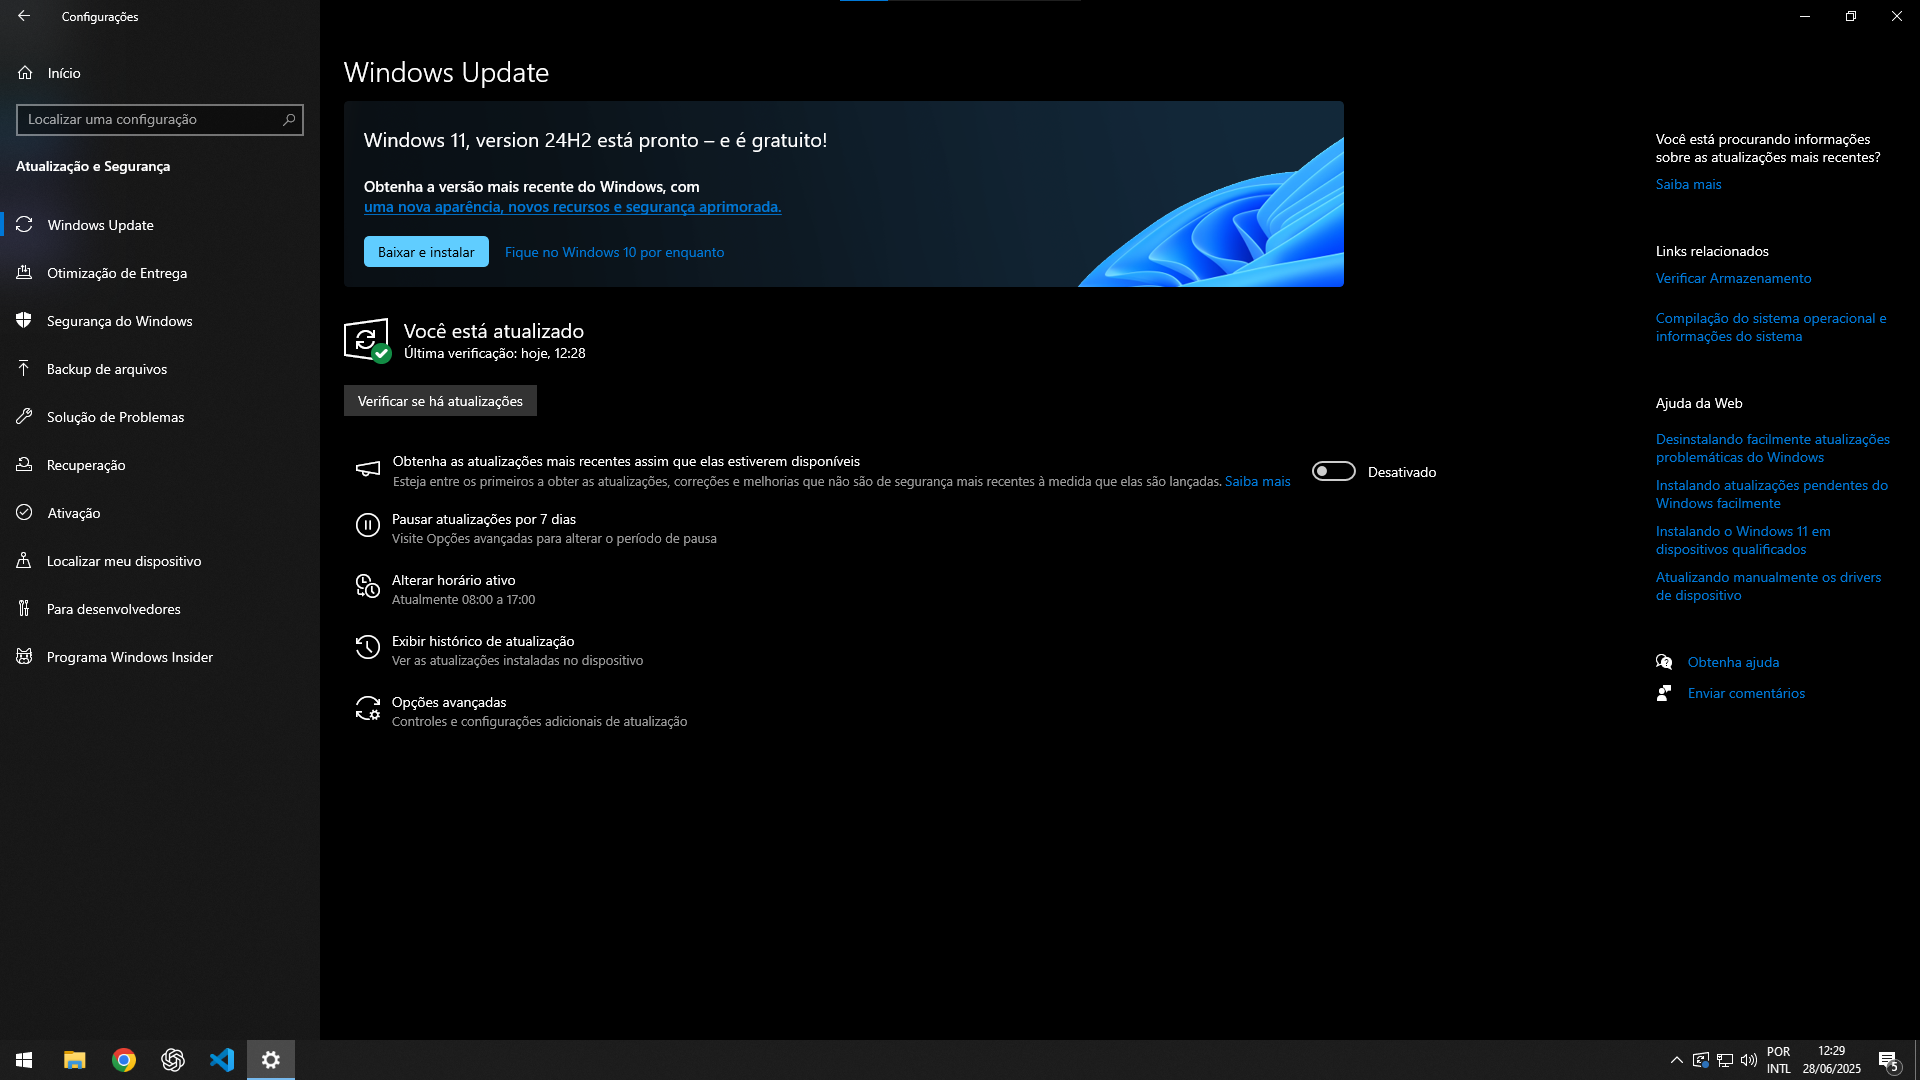 Configurações
Início
Localizar uma configuração
Atualização e Segurança
Windows Update
Otimização de Entrega
Segurança do Windows
Backup de arquivos
Solução de Problemas
Recuperação
Ativação
Localizar meu dispositivo
Para desenvolvedores
Programa Windows Insider
Windows Update
Windows 11, version 24H2 está pronto – e é gratuito!
Obtenha a versão mais recente do Windows, com
uma nova aparência, novos recursos e segurança aprimorada.
Baixar e instalar
Fique no Windows 10 por enquanto
Você está atualizado
Última verificação: hoje, 12:28
Verificar se há atualizações
Obtenha as atualizações mais recentes assim que elas estiverem disponíveis
Esteja entre os primeiros a obter as atualizações, correções e melhorias que não são de segurança mais recentes à medida que elas são lançadas. Saiba mais
Desativado
Pausar atualizações por 7 dias
Visite Opções avançadas para alterar o período de pausa
Alterar horário ativo
Atualmente 08:00 a 17:00
Exibir histórico de atualização
Ver as atualizações instaladas no dispositivo
Opções avançadas
Controles e configurações adicionais de atualização
Você está procurando informações
sobre as atualizações mais recentes?
Saiba mais
Links relacionados
Verificar Armazenamento
Compilação do sistema operacional e
informações do sistema
Ajuda da Web
Desinstalando facilmente atualizações
problemáticas do Windows
Instalando atualizações pendentes do
Windows facilmente
Instalando o Windows 11 em
dispositivos qualificados
Atualizando manualmente os drivers
de dispositivo
Obtenha ajuda
Enviar comentários
POR
INTL
12:29
28/06/2025
5